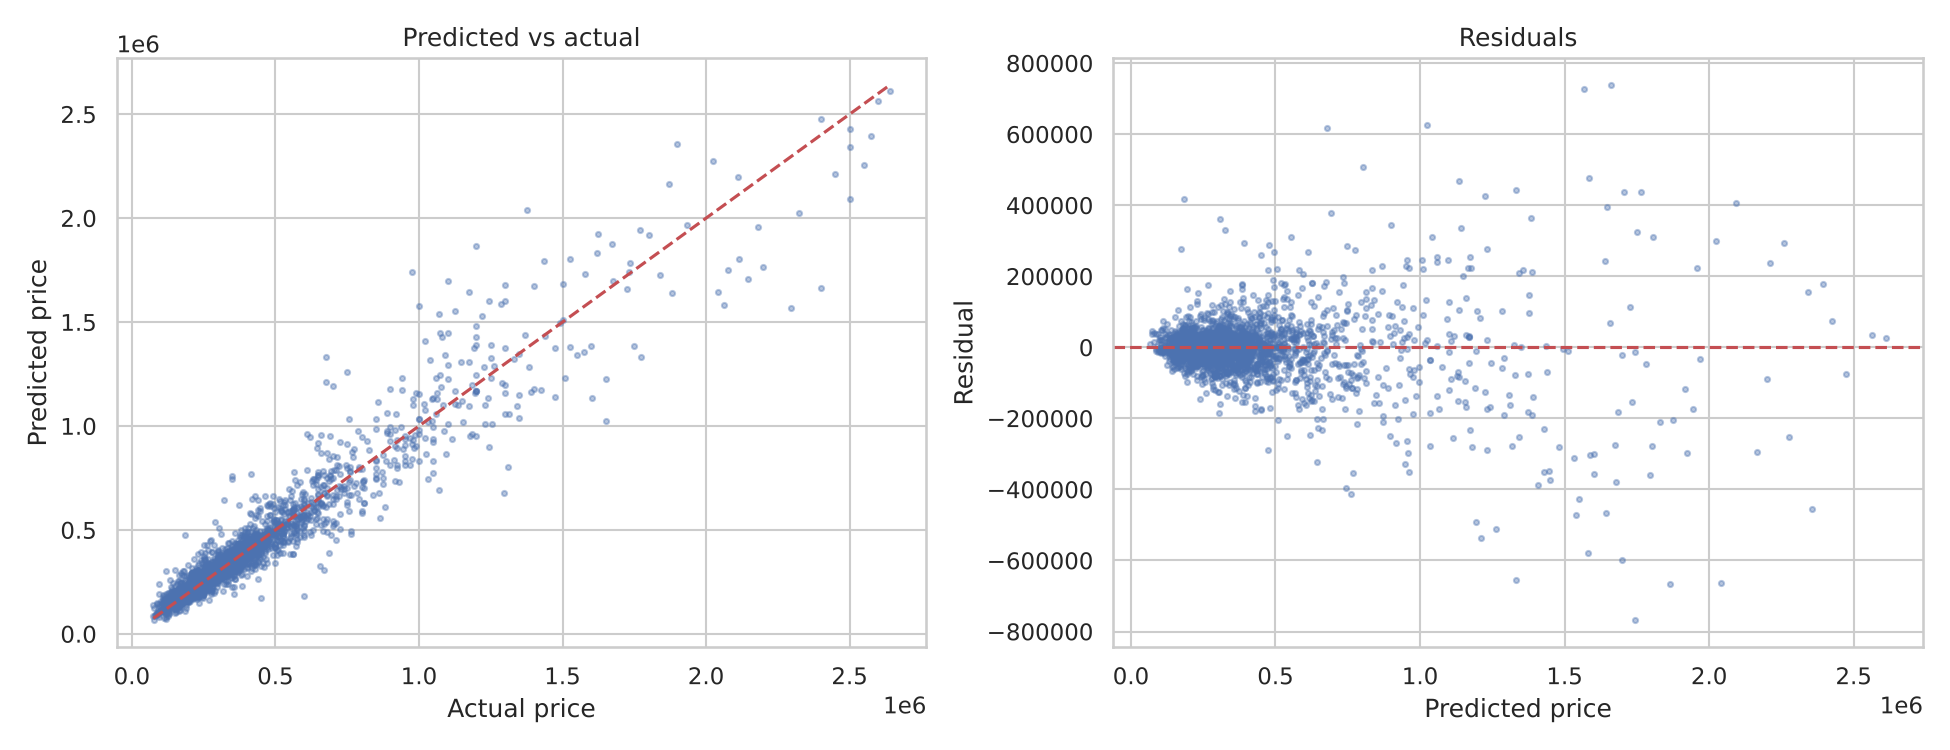 Predicted vs actual
1e6
2.5
2.0
1.5
1.0
0.5
0.0
Predicted price
0.0 0.5 1.0 1.5 2.0 2.5
1e6
Actual price
Residuals
800000
600000
400000
200000
0
−200000
−400000
−600000
−800000
Residual
0.0 0.5 1.0 1.5 2.0 2.5
1e6
Predicted price